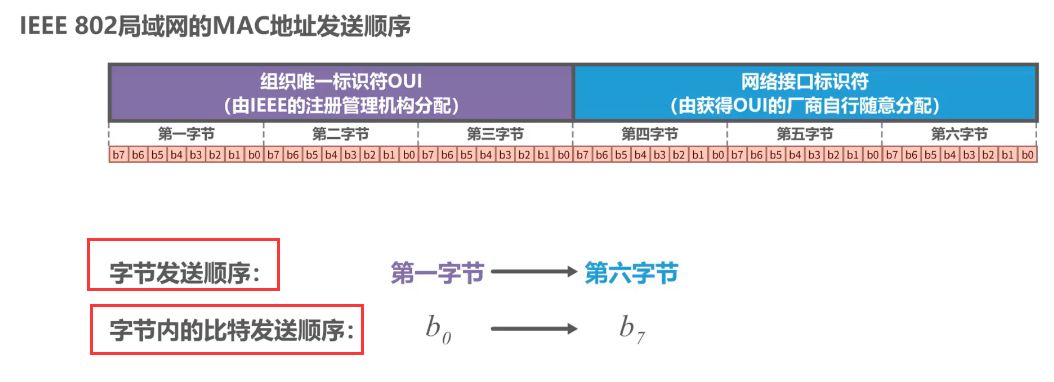 IEEE 802局域网的MAC地址发送顺序
组织唯一标识符OUI
（由IEEE的注册管理机构分配）
网络接口标识符
（由获得OUI的厂商自行随意分配）
第一字节 第二字节 第三字节 第四字节 第五字节 第六字节
b7 b6 b5 b4 b3 b2 b1 b0 b7 b6 b5 b4 b3 b2 b1 b0 b7 b6 b5 b4 b3 b2 b1 b0 b7 b6 b5 b4 b3 b2 b1 b0 b7 b6 b5 b4 b3 b2 b1 b0 b7 b6 b5 b4 b3 b2 b1 b0
字节发送顺序： 第一字节 第六字节
字节内的比特发送顺序： b0 b7